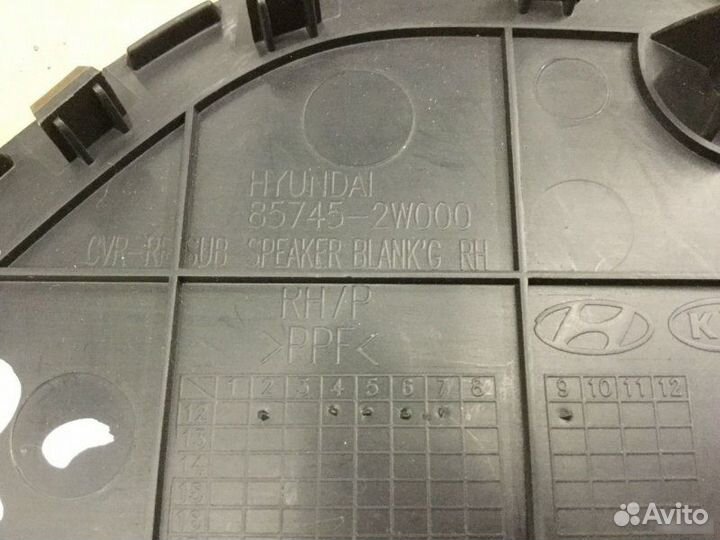 HYUNDAI
85745-2W000
CVR-RR SUB SPEAKER BLANK'G RH
RH/P
>PPF<
K
1 2 3 4 5 6 7 8 9 10 11 12
12
13
14
15
Avito